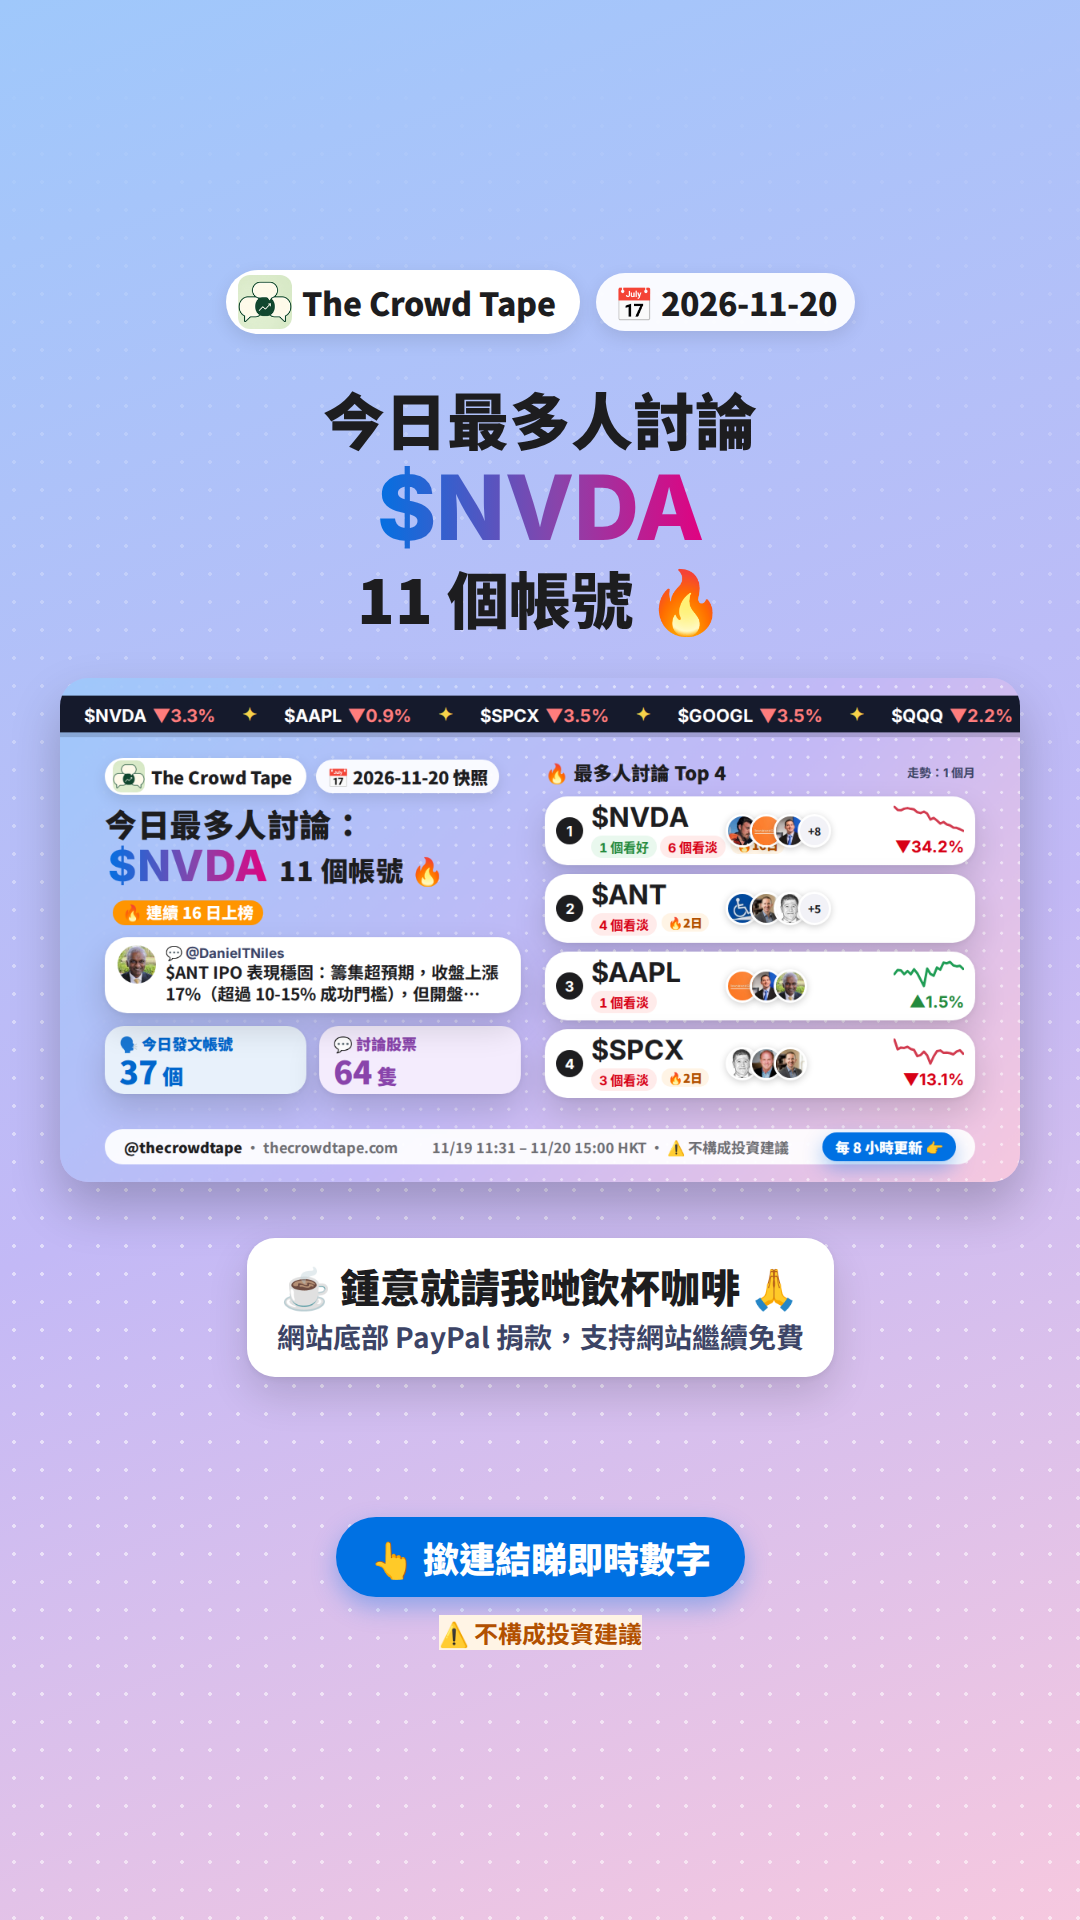 The Crowd Tape
July
17
2026-11-20
今日最多人討論
$NVDA
11 個帳號 🔥
$NVDA ▼3.3% ✦ $AAPL ▼0.9% ✦ $SPCX ▼3.5% ✦ $GOOGL ▼3.5% ✦ $QQQ ▼2.2%
The Crowd Tape
📅 2026-11-20 快照
今日最多人討論：
$NVDA 11 個帳號 🔥
🔥 連續 16 日上榜
💬 @DanielTNiles
$ANT IPO 表現穩固：籌集超預期，收盤上漲
17%（超過 10-15% 成功門檻），但開盤…
🗣️ 今日發文帳號
37 個
💬 討論股票
64 隻
🔥 最多人討論 Top 4
走勢：1個月
1
$NVDA
1 個看好
6 個看淡
+8
▼34.2%
2
$ANT
4 個看淡
🔥2日
+5
3
$AAPL
1 個看淡
▲1.5%
4
$SPCX
3 個看淡
🔥2日
▼13.1%
@thecrowdtape · thecrowdtape.com
11/19 11:31 – 11/20 15:00 HKT · ⚠️ 不構成投資建議
每 8 小時更新 👉
☕ 鍾意就請我哋飲杯咖啡 🙏
網站底部 PayPal 捐款，支持網站繼續免費
👆 撳連結睇即時數字
⚠️ 不構成投資建議